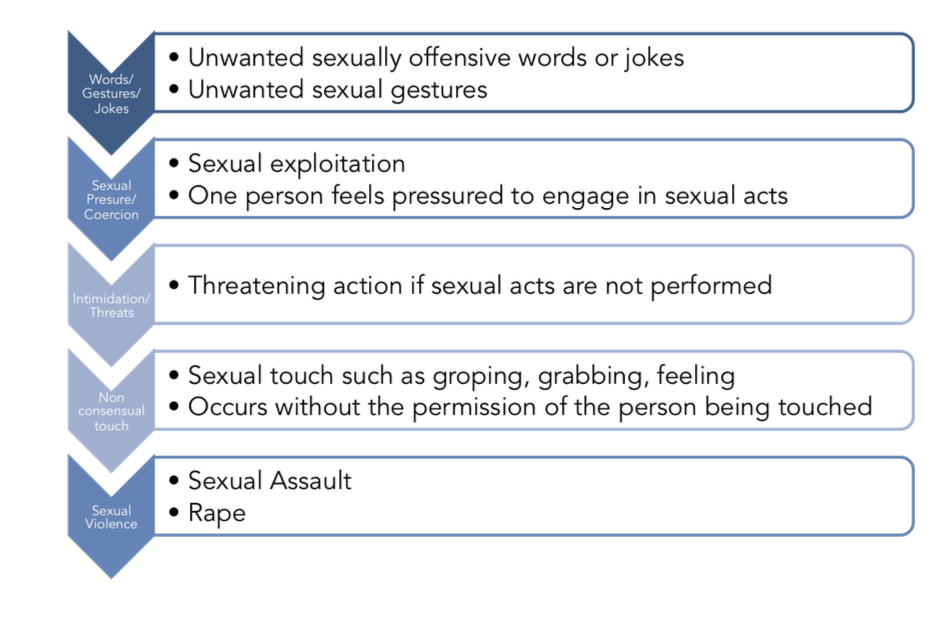 Words/
Gestures/
Jokes
• Unwanted sexually offensive words or jokes
• Unwanted sexual gestures
Sexual
Presure/
Coercion
• Sexual exploitation
• One person feels pressured to engage in sexual acts
Intimidation/
Threats
• Threatening action if sexual acts are not performed
Non
consensual
touch
• Sexual touch such as groping, grabbing, feeling
• Occurs without the permission of the person being touched
Sexual
Violence
• Sexual Assault
• Rape